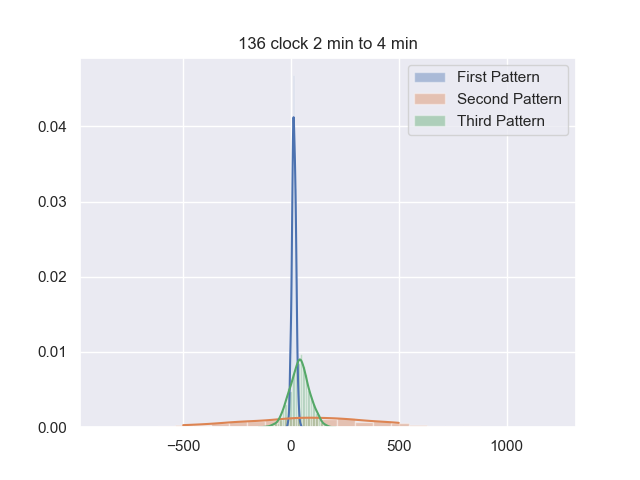 136 clock 2 min to 4 min
First Pattern
Second Pattern
Third Pattern
0.04
0.03
0.02
0.01
0.00
−500 0 500 1000